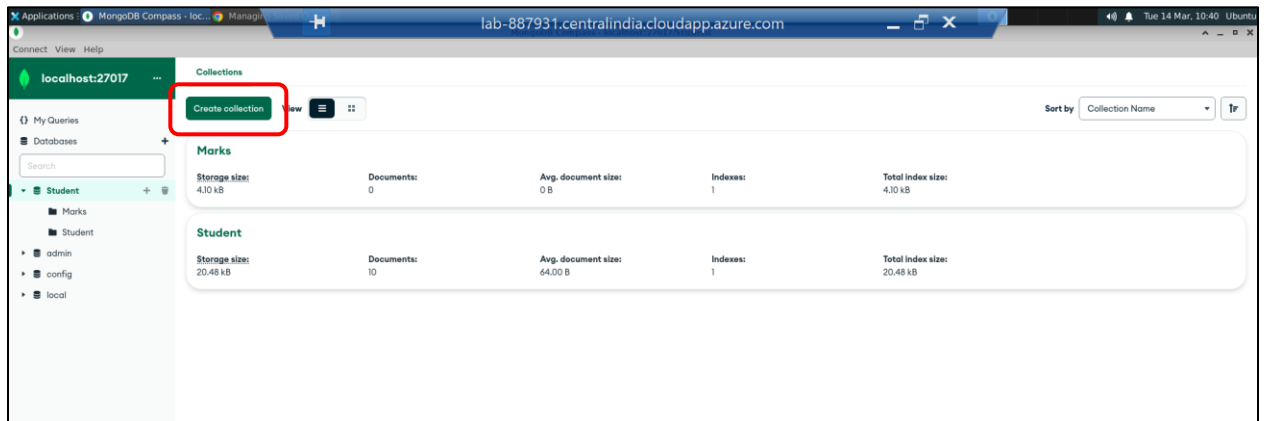 Applications
MongoDB Compass - loc...
Managi
lab-887931.centralindia.cloudapp.azure.com
Tue 14 Mar, 10:40 Ubuntu
Connect View Help
localhost:27017 ...
Collections
Create collection
View
Sort by Collection Name
{} My Queries
Databases +
Search
Student +
Marks
Student
admin
config
local
Marks
Storage size: Documents: Avg. document size: Indexes: Total index size:
4.10 kB 0 0 B 1 4.10 kB
Student
Storage size: Documents: Avg. document size: Indexes: Total index size:
20.48 kB 10 64.00 B 1 20.48 kB